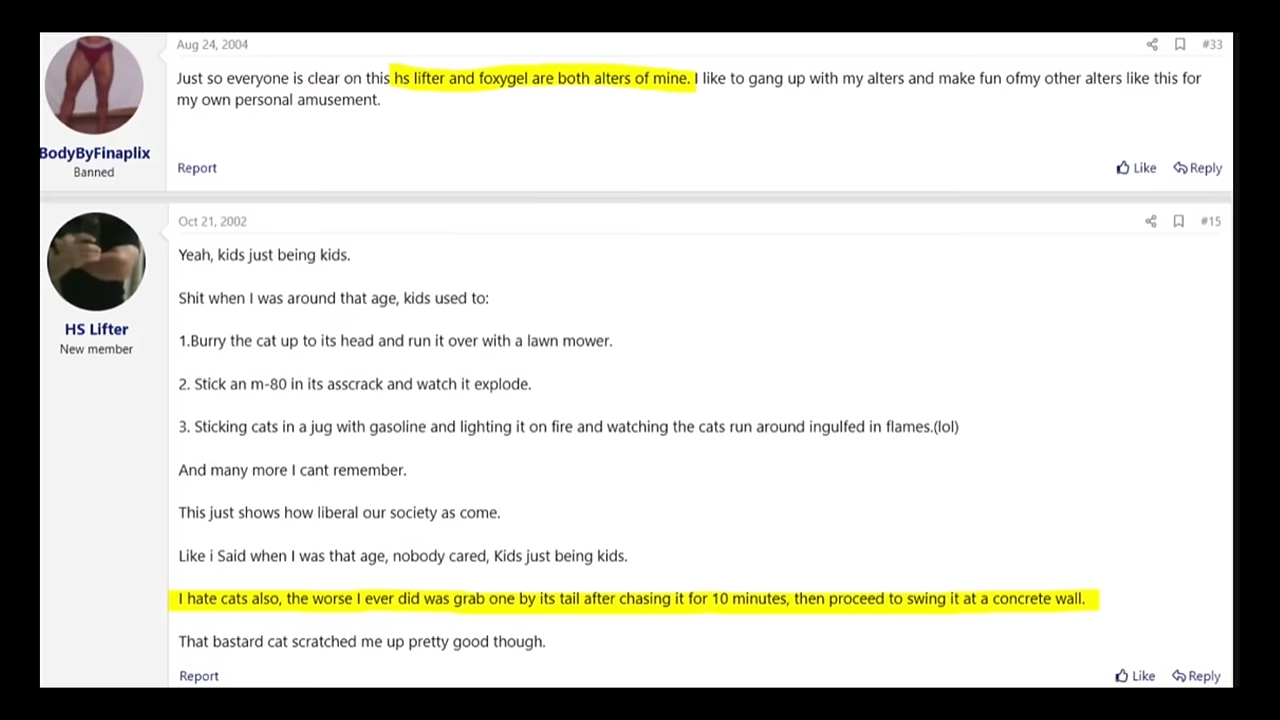 Aug 24, 2004
#33
Just so everyone is clear on this hs lifter and foxygel are both alters of mine. I like to gang up with my alters and make fun ofmy other alters like this for
my own personal amusement.
BodyByFinaplix
Banned
Report
Like Reply
Oct 21, 2002
#15
Yeah, kids just being kids.
Shit when I was around that age, kids used to:
1.Burry the cat up to its head and run it over with a lawn mower.
2. Stick an m-80 in its asscrack and watch it explode.
3. Sticking cats in a jug with gasoline and lighting it on fire and watching the cats run around ingulfed in flames.(lol)
HS Lifter
New member
And many more I cant remember.
This just shows how liberal our society as come.
Like i Said when I was that age, nobody cared, Kids just being kids.
I hate cats also, the worse I ever did was grab one by its tail after chasing it for 10 minutes, then proceed to swing it at a concrete wall.
That bastard cat scratched me up pretty good though.
Report
Like Reply